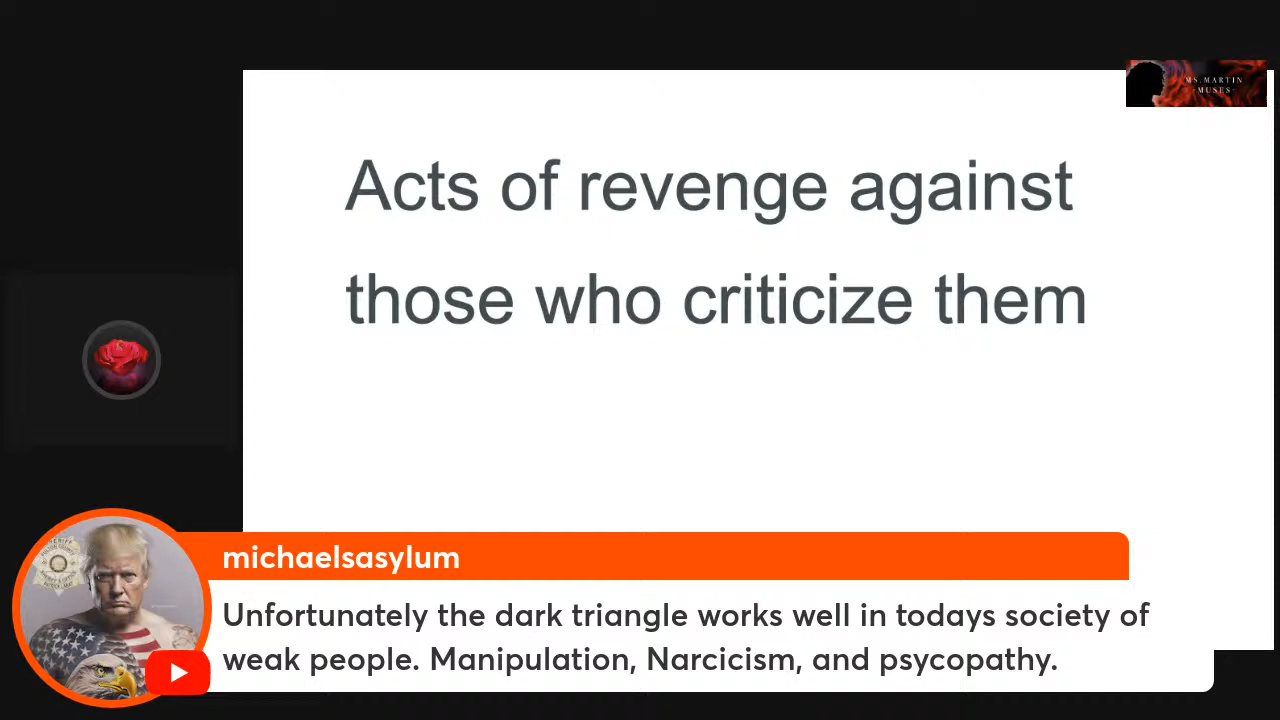 MS. MARTIN
-MUSES-
Acts of revenge against
those who criticize them
michaelsasylum
Unfortunately the dark triangle works well in todays society of
weak people. Manipulation, Narcicism, and psycopathy.